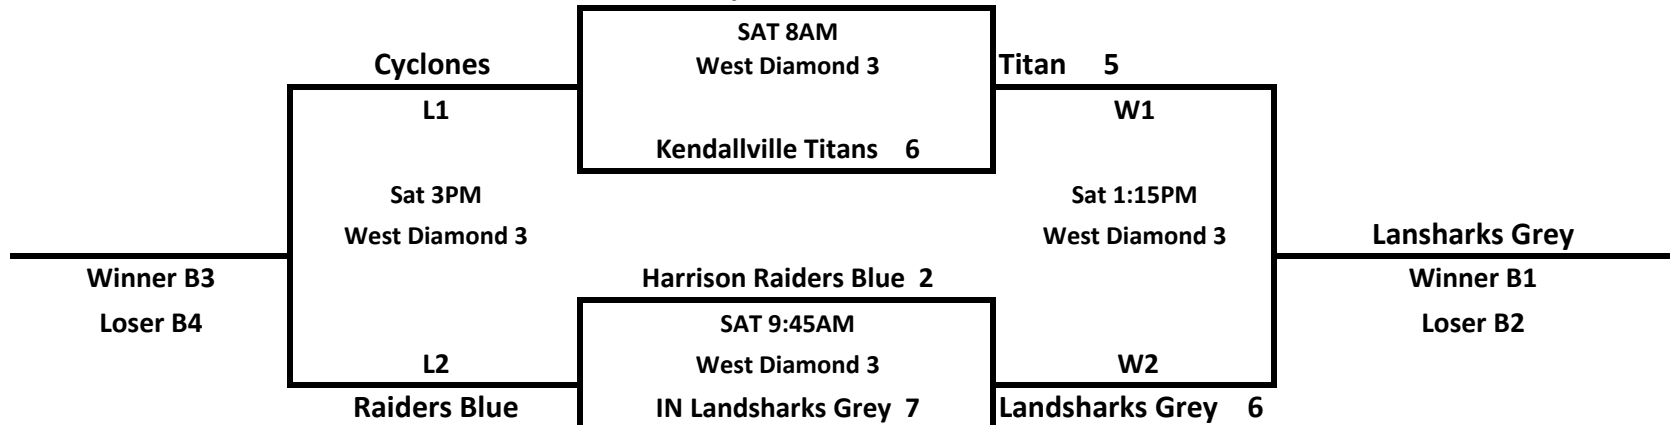 SAT 8AM
Cyclones
West Diamond 3
Titan 5
L1
W1
Kendallville Titans 6
Sat 3PM
Sat 1:15PM
West Diamond 3
West Diamond 3
Lansharks Grey
Winner B3
Harrison Raiders Blue 2
Winner B1
Loser B4
SAT 9:45AM
Loser B2
L2
West Diamond 3
W2
Raiders Blue
IN Landsharks Grey 7
Landsharks Grey 6